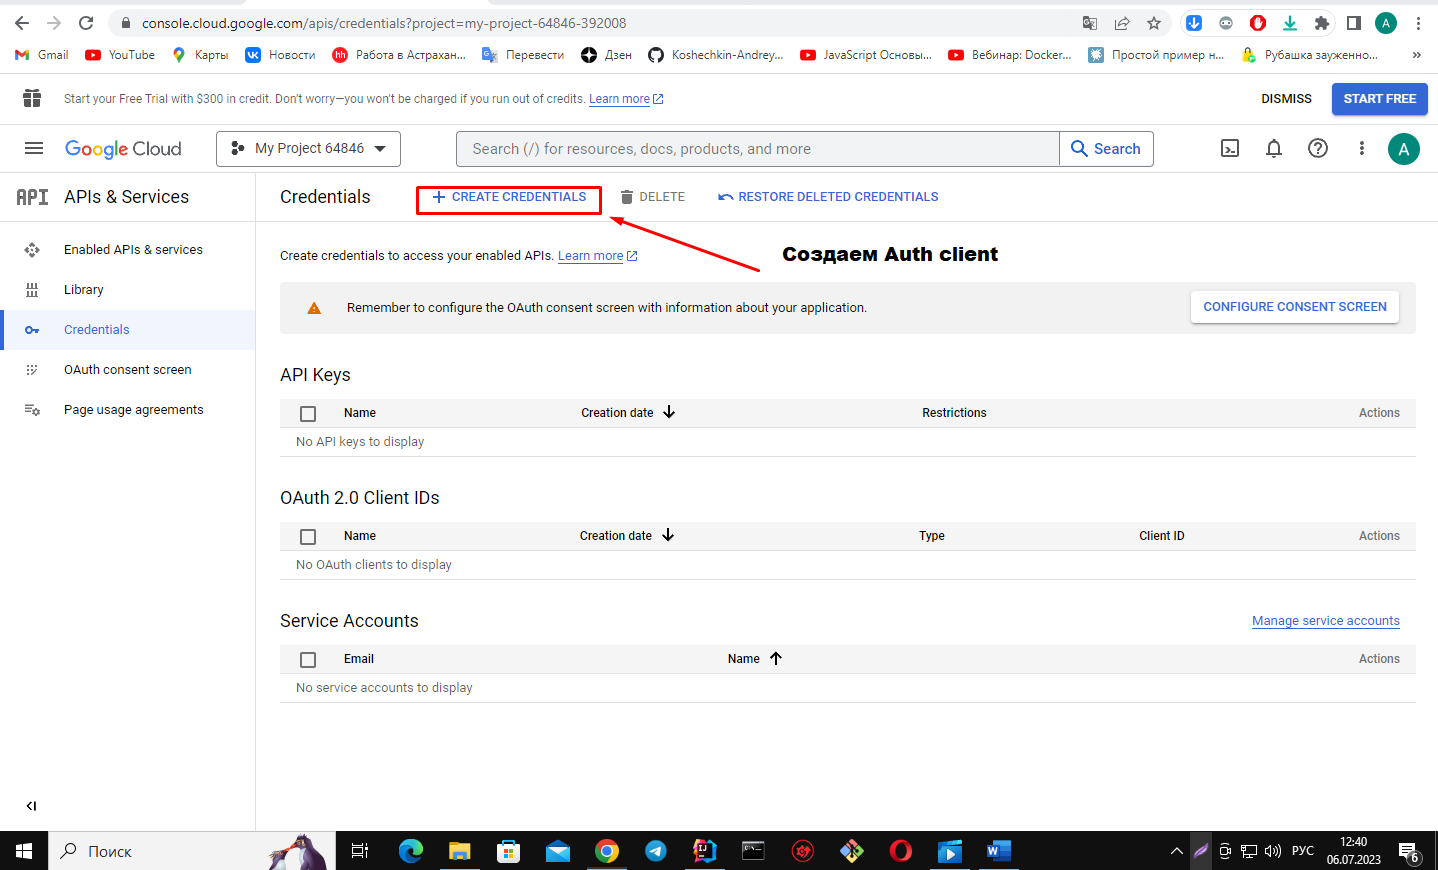 console.cloud.google.com/apis/credentials?project=my-project-64846-392008
A
Gmail YouTube Карты Новости hh Работа в Астрахан... Перевести Дзен Koshechkin-Andrey... JavaScript Основы... Вебинар: Docker... Простой пример н... Рубашка зауженно... »
Start your Free Trial with $300 in credit. Don't worry—you won't be charged if you run out of credits. Learn more DISMISS START FREE
Google Cloud My Project 64846 Search (/) for resources, docs, products, and more Search A
API APIs & Services Credentials CREATE CREDENTIALS DELETE RESTORE DELETED CREDENTIALS
Enabled APIs & services
Library
Credentials
OAuth consent screen
Page usage agreements
Create credentials to access your enabled APIs. Learn more
Создаем Auth client
Remember to configure the OAuth consent screen with information about your application. CONFIGURE CONSENT SCREEN
API Keys
Name Creation date Restrictions Actions
No API keys to display
OAuth 2.0 Client IDs
Name Creation date Type Client ID Actions
No OAuth clients to display
Service Accounts Manage service accounts
Email Name Actions
No service accounts to display
Поиск РУС 12:40
06.07.2023 6